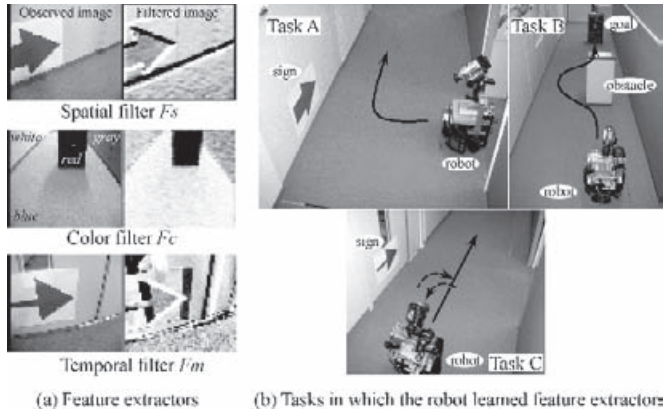 Observed image Filtered image
Spatial filter Fs
white gray
red
blue
Color filter Fc
Temporal filter Fm
(a) Feature extractors
Task A
sign
robot
Task B
goal
obstacle
robot
sign
robot
Task C
(b) Tasks in which the robot learned feature extractors